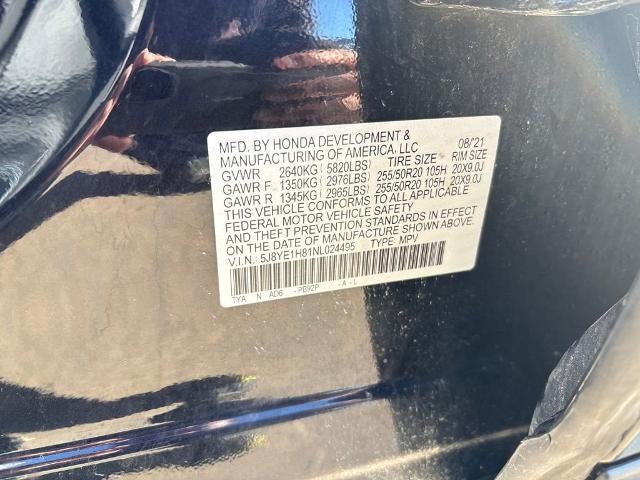 MFD. BY HONDA DEVELOPMENT & 08/21
MANUFACTURING OF AMERICA, LLC
GVWR 2640KG (5820LBS) TIRE SIZE RIM SIZE
GAWR F 1350KG (2976LBS) 255/50R20 105H 20X9.0J
GAWR R 1345KG (2965LBS) 255/50R20 105H 20X9.0J
THIS VEHICLE CONFORMS TO ALL APPLICABLE
FEDERAL MOTOR VEHICLE SAFETY
AND THEFT PREVENTION STANDARDS IN EFFECT
ON THE DATE OF MANUFACTURE SHOWN ABOVE.
V.I.N.: 5J8YE1H81NL024495 TYPE: MPV
TYA N AD6 -PB92P -A-L